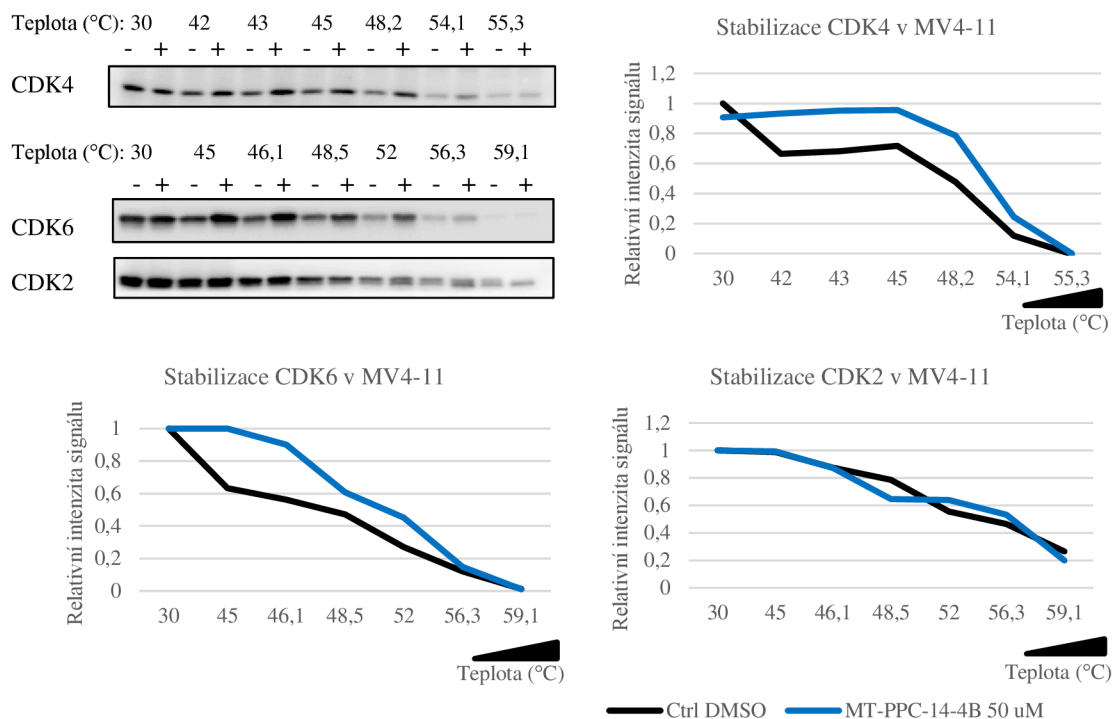 Teplota (°C): 30 42 43 45 48,2 54,1 55,3
- + - + - + - + - + - + - +
CDK4
Teplota (°C): 30 45 46,1 48,5 52 56,3 59,1
- + - + - + - + - + - + - +
CDK6
CDK2
Stabilizace CDK4 v MV4-11
Relativní intenzita signálu
1,2
1
0,8
0,6
0,4
0,2
0
30 42 43 45 48,2 54,1 55,3
Teplota (°C)
Stabilizace CDK6 v MV4-11
Relativní intenzita signálu
1
0,8
0,6
0,4
0,2
0
30 45 46,1 48,5 52 56,3 59,1
Teplota (°C)
Stabilizace CDK2 v MV4-11
Relativní intenzita signálu
1,2
1
0,8
0,6
0,4
0,2
0
30 45 46,1 48,5 52 56,3 59,1
Teplota (°C)
Ctrl DMSO MT-PPC-14-4B 50 uM